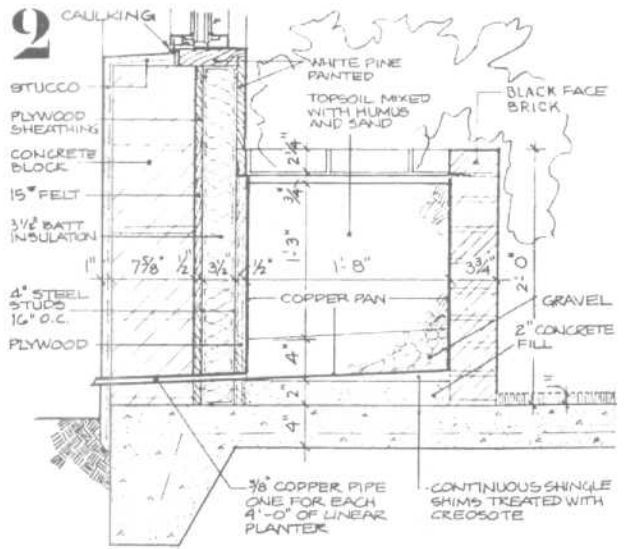 2
CAULKING
STUCCO
PLYWOOD
SHEATHING
CONCRETE
BLOCK
15# FELT
3½" BATT
INSULATION
1"
7⅝"
½"
3½"
½"
4" STEEL
STUDS
16" O.C.
PLYWOOD
WHITE PINE
PAINTED
TOPSOIL MIXED
WITH HUMUS
AND SAND
2¼"
¾"
1'-3"
1'-8"
3¾"
COPPER PAN
4"
2"
4"
BLACK FACE
BRICK
2'-0"
GRAVEL
2" CONCRETE
FILL
1"
⅜" COPPER PIPE
ONE FOR EACH
4'-0" OF LINEAR
PLANTER
CONTINUOUS SHINGLE
SHIMS TREATED WITH
CREOSOTE